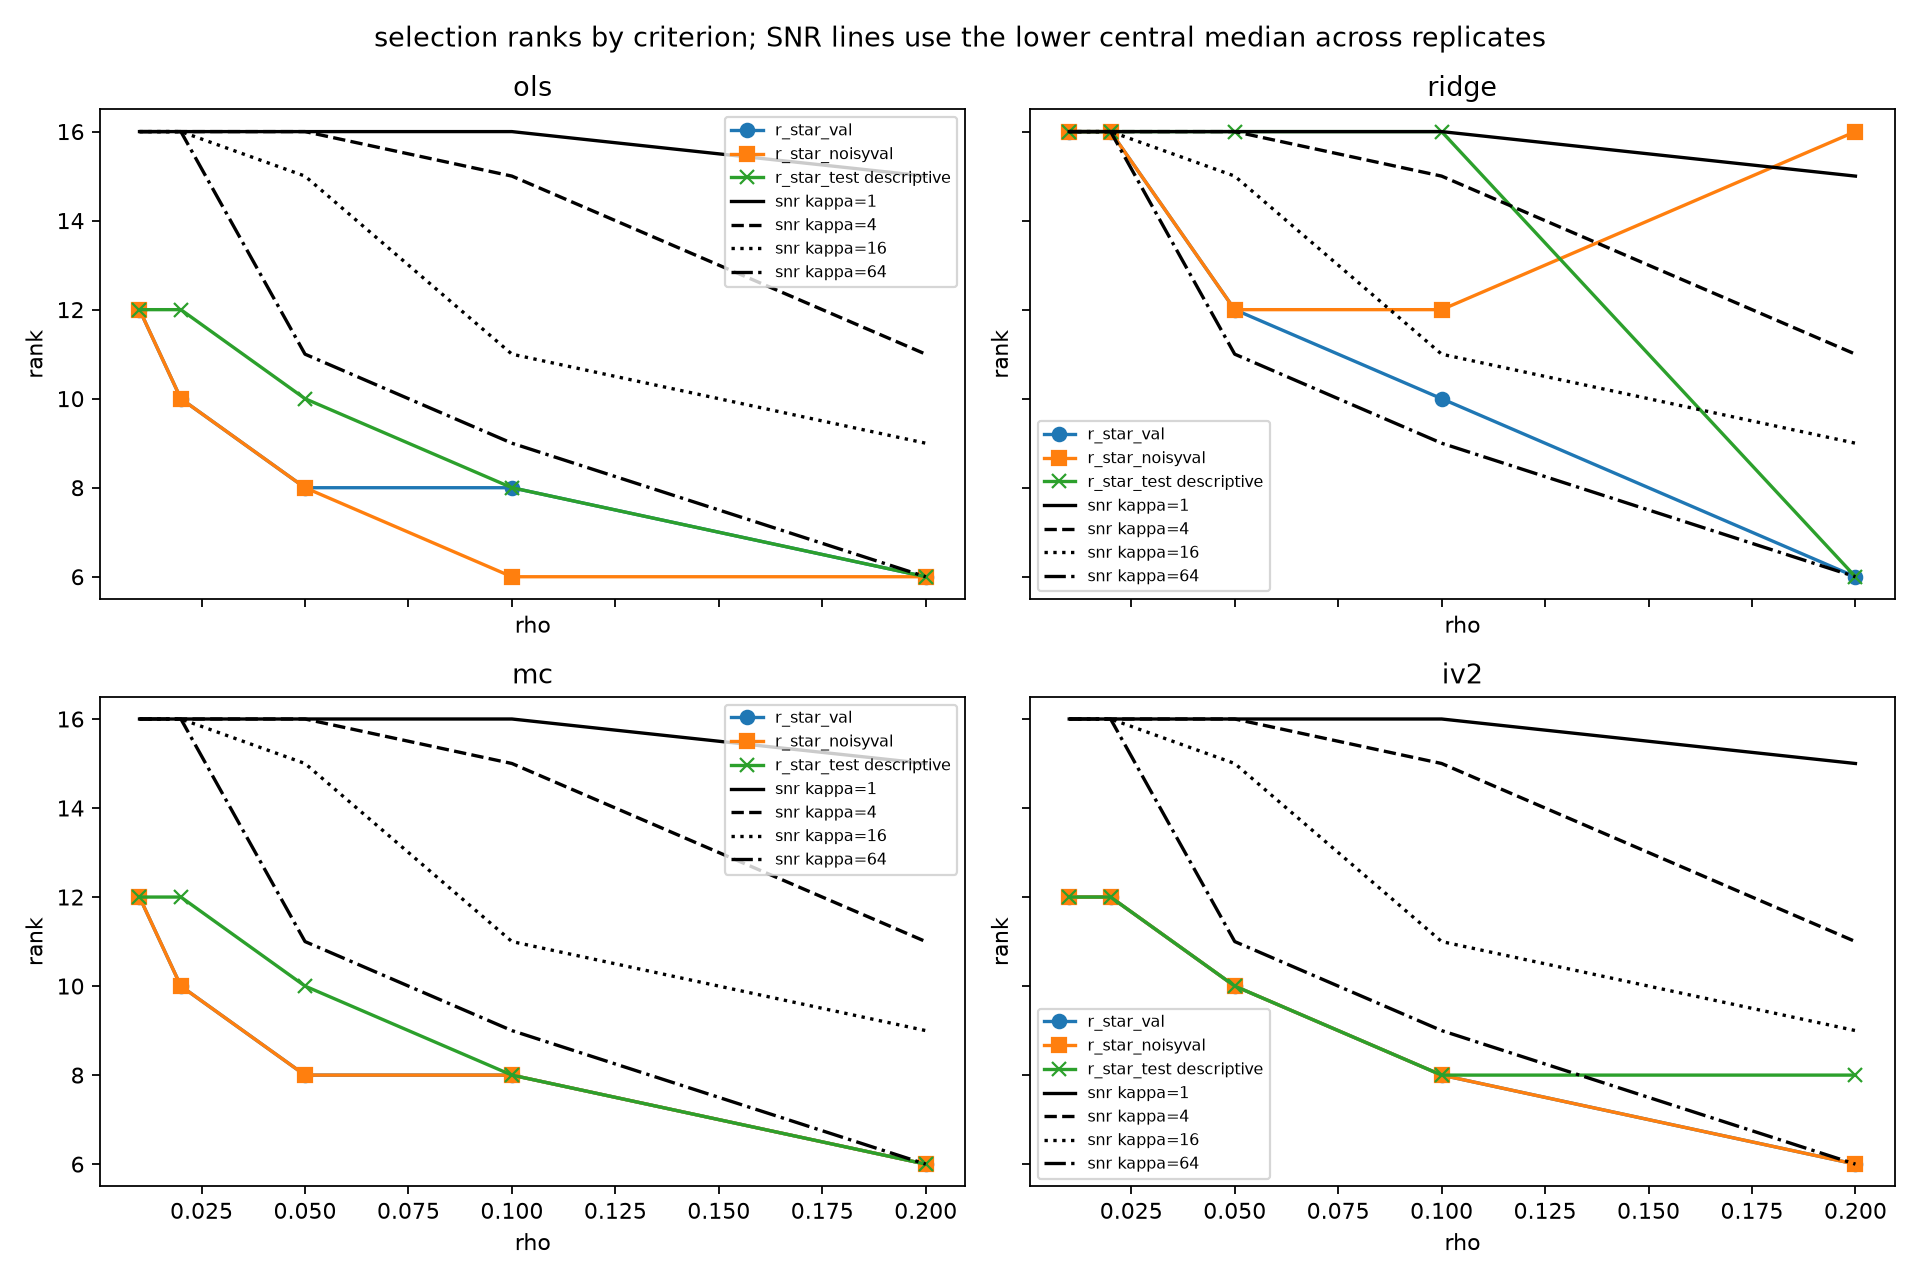 selection ranks by criterion; SNR lines use the lower central median across replicates
ols
16
14
12
10
8
6
rank
rho
r_star_val
r_star_noisyval
r_star_test descriptive
snr kappa=1
snr kappa=4
snr kappa=16
snr kappa=64
ridge
rank
rho
r_star_val
r_star_noisyval
r_star_test descriptive
snr kappa=1
snr kappa=4
snr kappa=16
snr kappa=64
mc
16
14
12
10
8
6
rank
0.025 0.050 0.075 0.100 0.125 0.150 0.175 0.200
rho
r_star_val
r_star_noisyval
r_star_test descriptive
snr kappa=1
snr kappa=4
snr kappa=16
snr kappa=64
iv2
rank
0.025 0.050 0.075 0.100 0.125 0.150 0.175 0.200
rho
r_star_val
r_star_noisyval
r_star_test descriptive
snr kappa=1
snr kappa=4
snr kappa=16
snr kappa=64